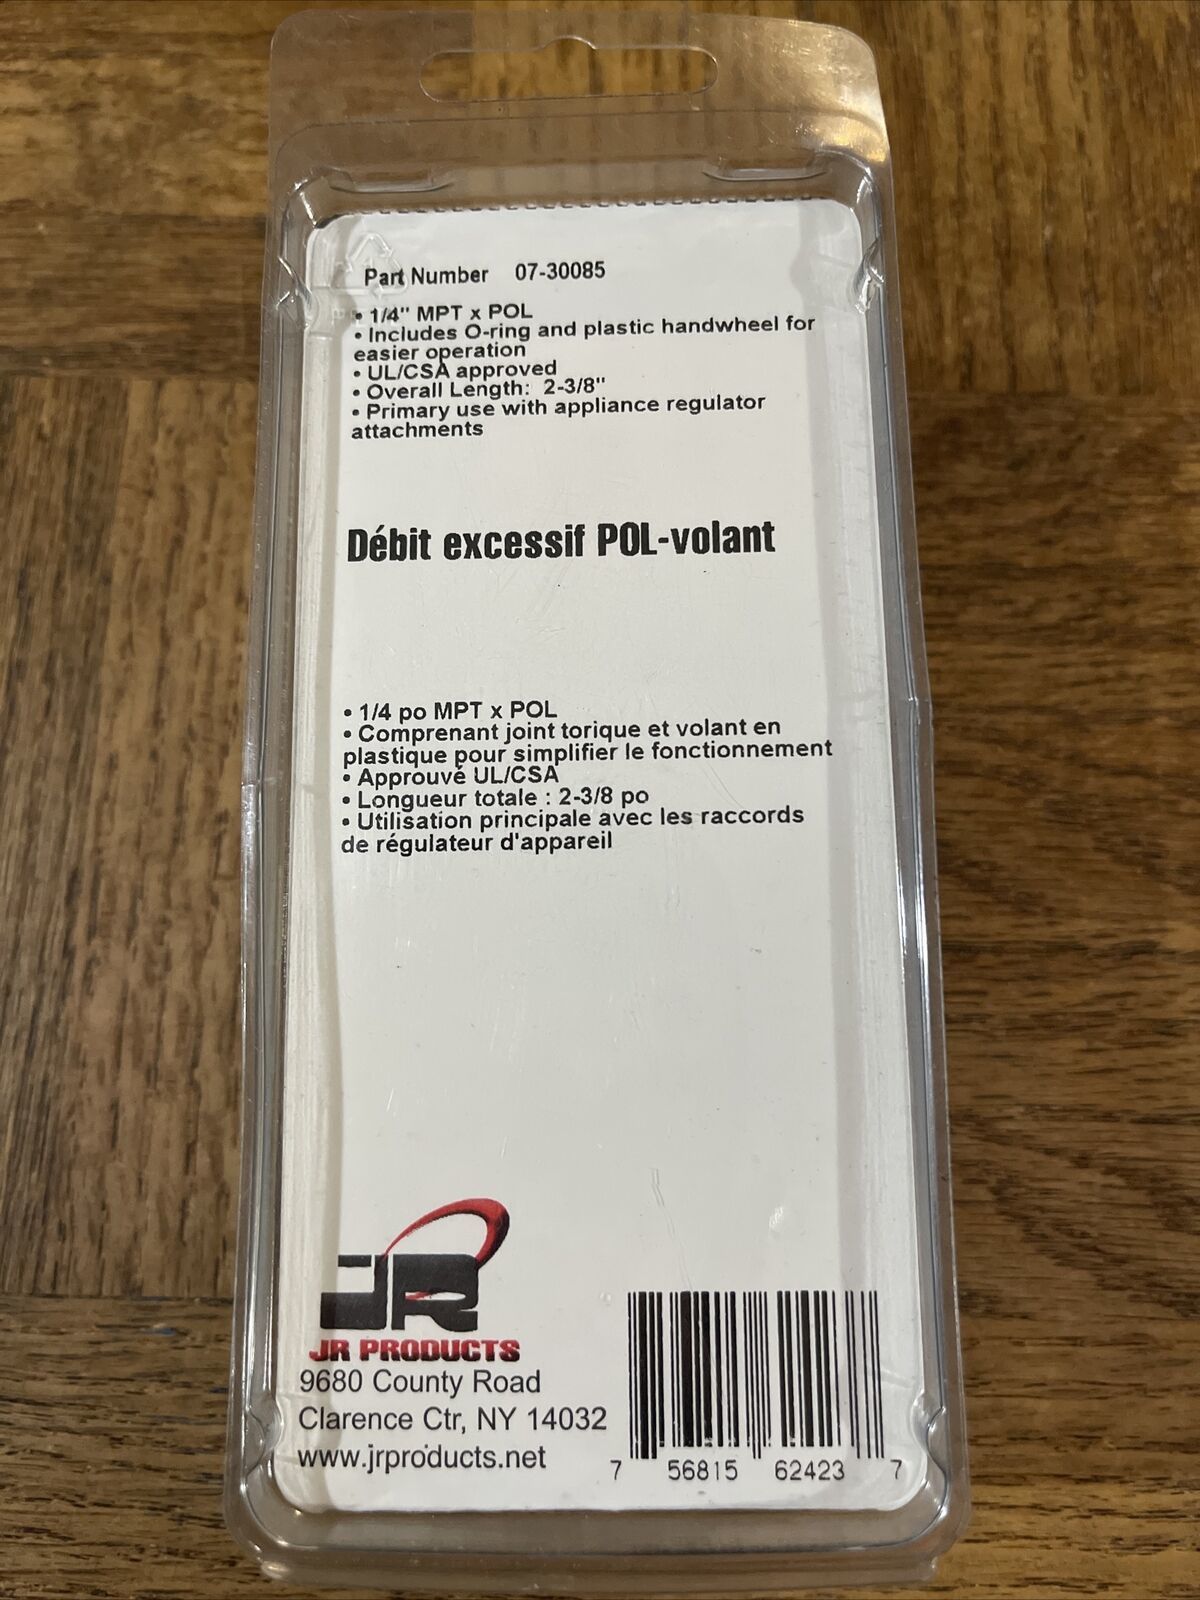 Part Number 07-30085
• 1/4" MPT x POL
• Includes O-ring and plastic handwheel for
easier operation
• UL/CSA approved
• Overall Length: 2-3/8"
• Primary use with appliance regulator
attachments
Débit excessif POL-volant
• 1/4 po MPT x POL
• Comprenant joint torique et volant en
plastique pour simplifier le fonctionnement
• Approuvé UL/CSA
• Longueur totale : 2-3/8 po
• Utilisation principale avec les raccords
de régulateur d'appareil
JR
JR PRODUCTS
9680 County Road
Clarence Ctr, NY 14032
www.jrproducts.net
7 56815 62423 7